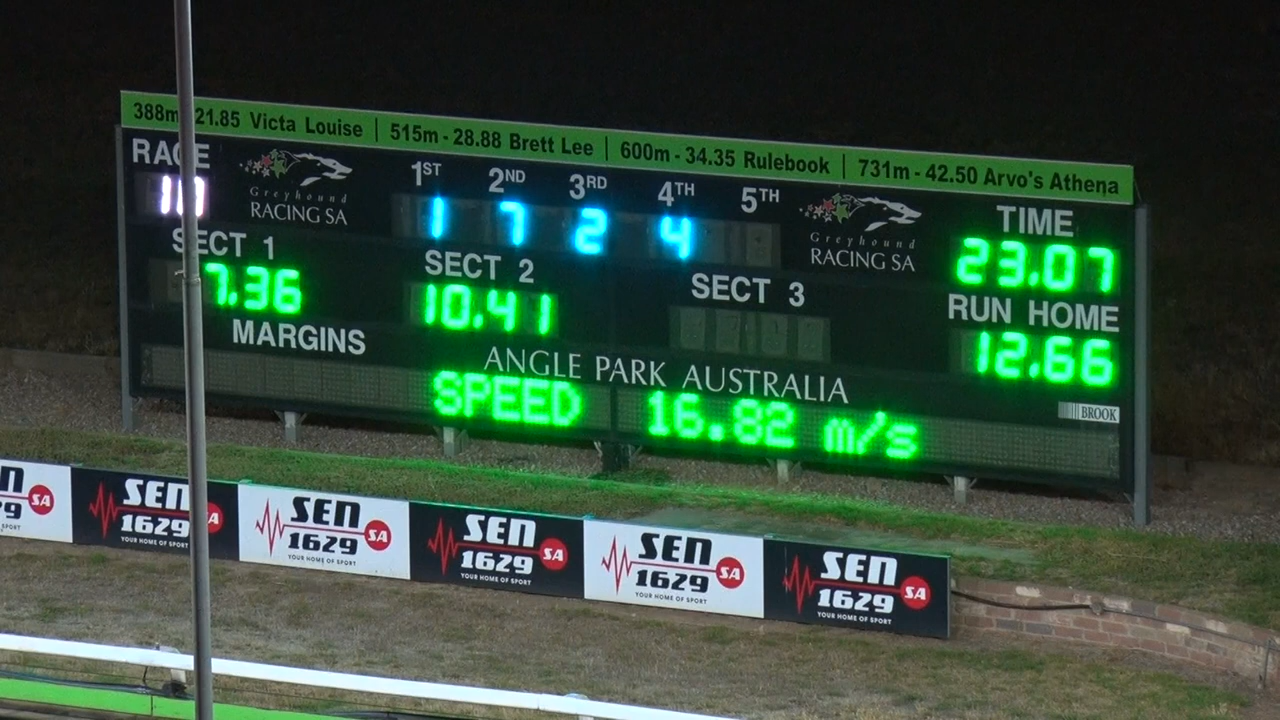 388m 21.85 Victa Louise | 515m - 28.88 Brett Lee | 600m - 34.35 Rulebook | 731m - 42.50 Arvo's Athena
RACE
10
Greyhound
RACING SA
1ST 2ND 3RD 4TH 5TH
1 7 2 4
Greyhound
RACING SA
TIME
23.07
SECT 1
7.36
SECT 2
10.41
SECT 3
RUN HOME
12.66
MARGINS
ANGLE PARK AUSTRALIA
SPEED 16.82 m/s
BROOK
SEN
1629
SA
YOUR HOME OF SPORT
SEN
1629
SA
YOUR HOME OF SPORT
SEN
1629
SA
YOUR HOME OF SPORT
SEN
1629
SA
YOUR HOME OF SPORT
SEN
1629
SA
YOUR HOME OF SPORT